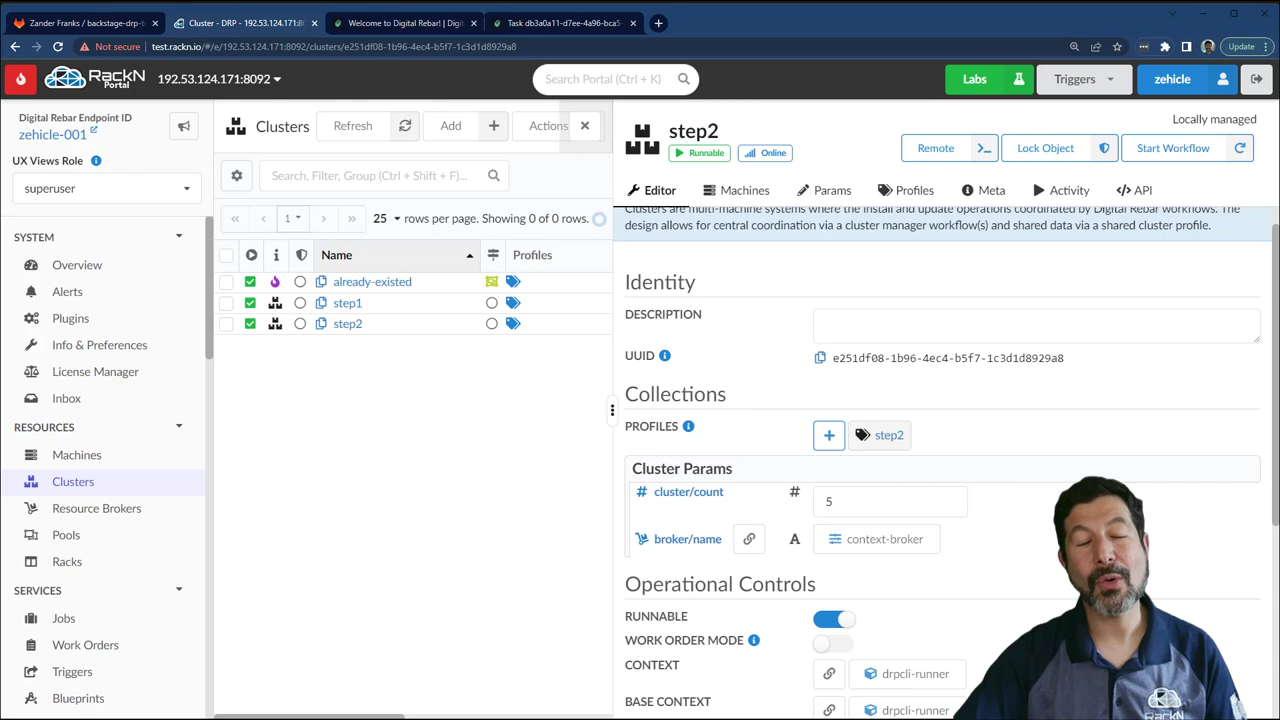 Zander Franks / backstage-drp-t
Cluster - DRP - 192.53.124.171:8
Welcome to Digital Rebar! | Digit
Task db3a0a11-d7ee-4a96-bca5-
Not secure
test.rackn.io/#/e/192.53.124.171:8092/clusters/e251df08-1b96-4ec4-b5f7-1c3d1d8929a8
Update
RackN
Portal
192.53.124.171:8092
Search Portal (Ctrl + K)
Labs
Triggers
zehicle
Digital Rebar Endpoint ID
zehicle-001
UX Views Role
superuser
SYSTEM
Overview
Alerts
Plugins
Info & Preferences
License Manager
Inbox
RESOURCES
Machines
Clusters
Resource Brokers
Pools
Racks
SERVICES
Jobs
Work Orders
Triggers
Blueprints
Clusters
Refresh
Add
Actions
Search, Filter, Group (Ctrl + Shift + F)...
1
25 rows per page. Showing 0 of 0 rows.
Name
Profiles
already-existed
step1
step2
step2
Runnable
Online
Locally managed
Remote
Lock Object
Start Workflow
Editor
Machines
Params
Profiles
Meta
Activity
API
Clusters are multi-machine systems where the install and update operations coordinated by Digital Rebar workflows. The
design allows for central coordination via a cluster manager workflow(s) and shared data via a shared cluster profile.
Identity
DESCRIPTION
UUID
e251df08-1b96-4ec4-b5f7-1c3d1d8929a8
Collections
PROFILES
step2
Cluster Params
# cluster/count
#
5
broker/name
A
context-broker
Operational Controls
RUNNABLE
WORK ORDER MODE
CONTEXT
drpcli-runner
BASE CONTEXT
drpcli-runner
RackN